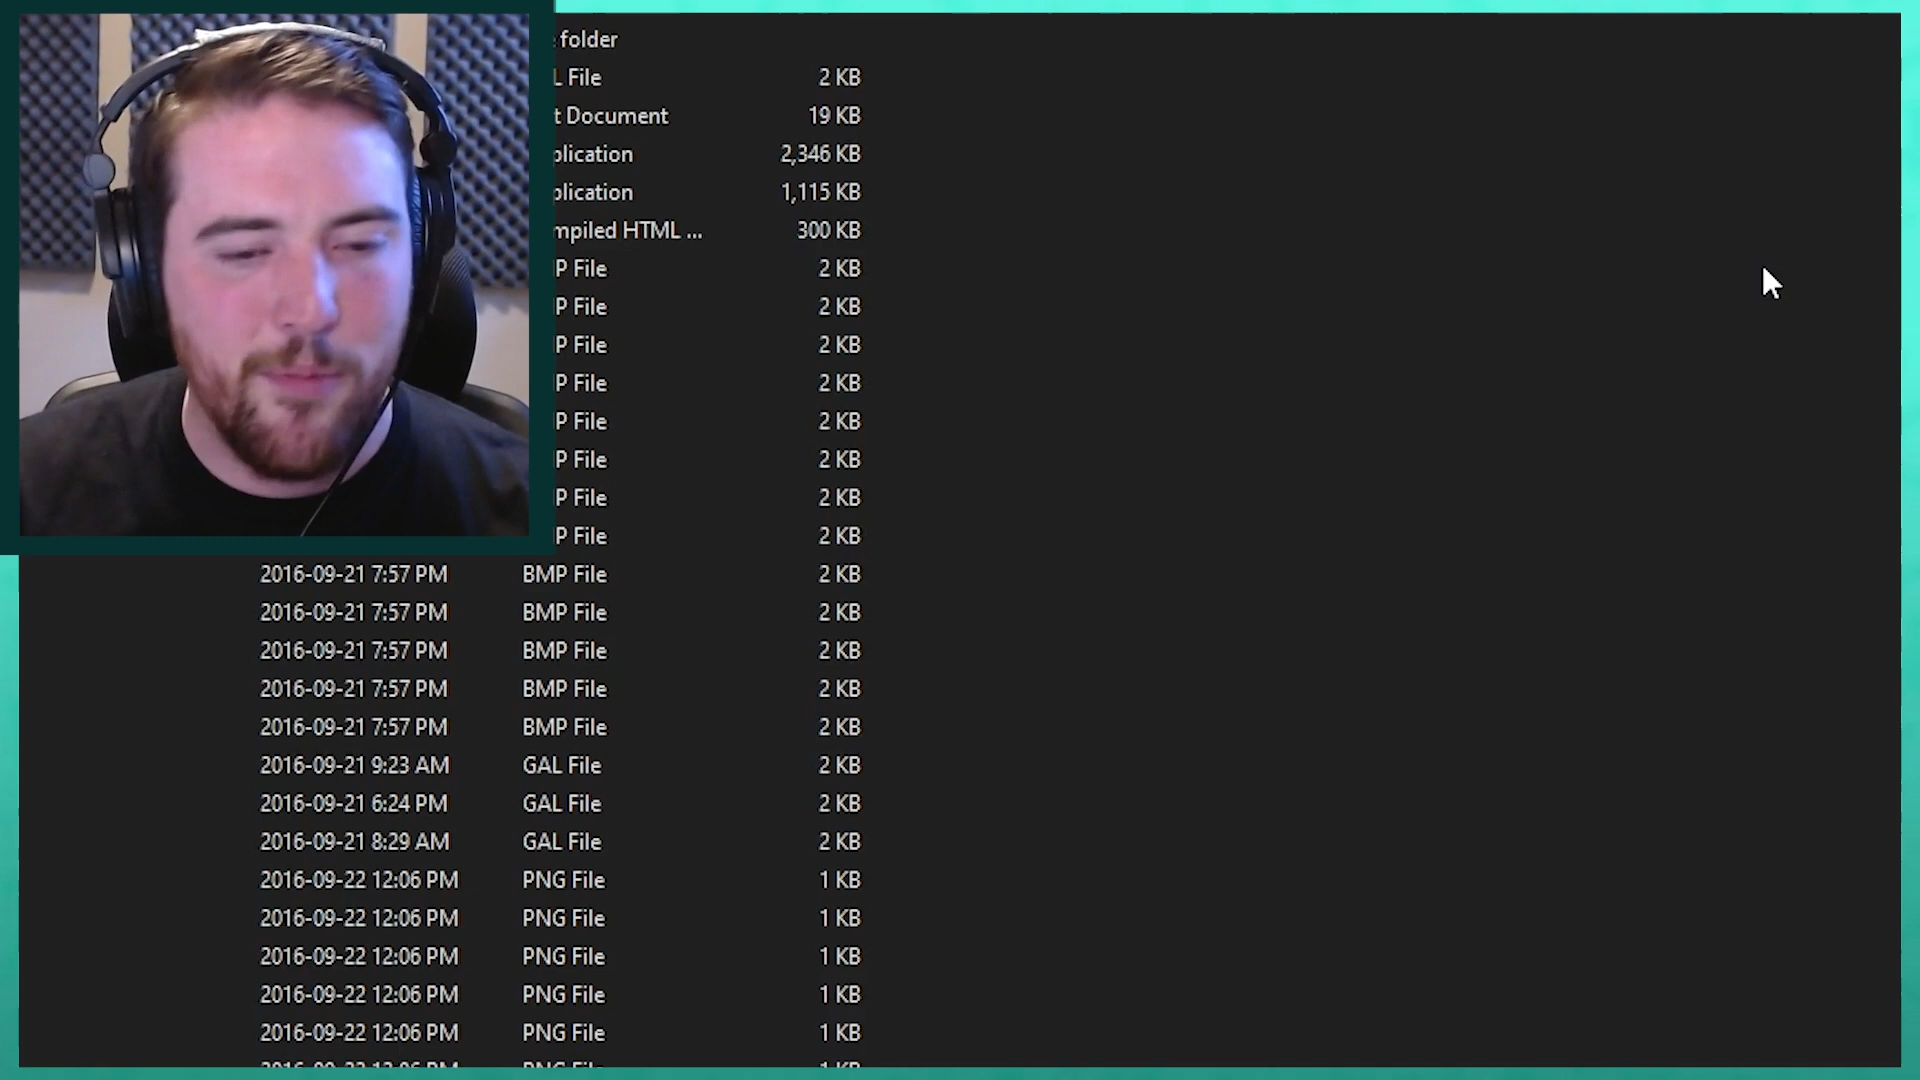 folder
L File 2 KB
t Document 19 KB
plication 2,346 KB
plication 1,115 KB
mpiled HTML ... 300 KB
P File 2 KB
P File 2 KB
P File 2 KB
P File 2 KB
P File 2 KB
P File 2 KB
P File 2 KB
P File 2 KB
2016-09-21 7:57 PM BMP File 2 KB
2016-09-21 7:57 PM BMP File 2 KB
2016-09-21 7:57 PM BMP File 2 KB
2016-09-21 7:57 PM BMP File 2 KB
2016-09-21 7:57 PM BMP File 2 KB
2016-09-21 9:23 AM GAL File 2 KB
2016-09-21 6:24 PM GAL File 2 KB
2016-09-21 8:29 AM GAL File 2 KB
2016-09-22 12:06 PM PNG File 1 KB
2016-09-22 12:06 PM PNG File 1 KB
2016-09-22 12:06 PM PNG File 1 KB
2016-09-22 12:06 PM PNG File 1 KB
2016-09-22 12:06 PM PNG File 1 KB